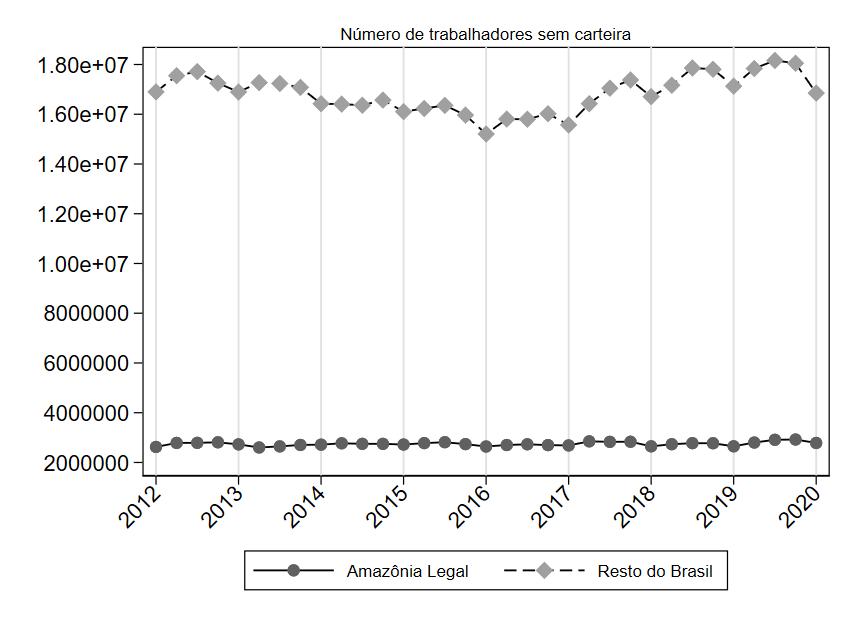 Número de trabalhadores sem carteira
1.80e+07
1.60e+07
1.40e+07
1.20e+07
1.00e+07
8000000
6000000
4000000
2000000
2012 2013 2014 2015 2016 2017 2018 2019 2020
Amazônia Legal Resto do Brasil